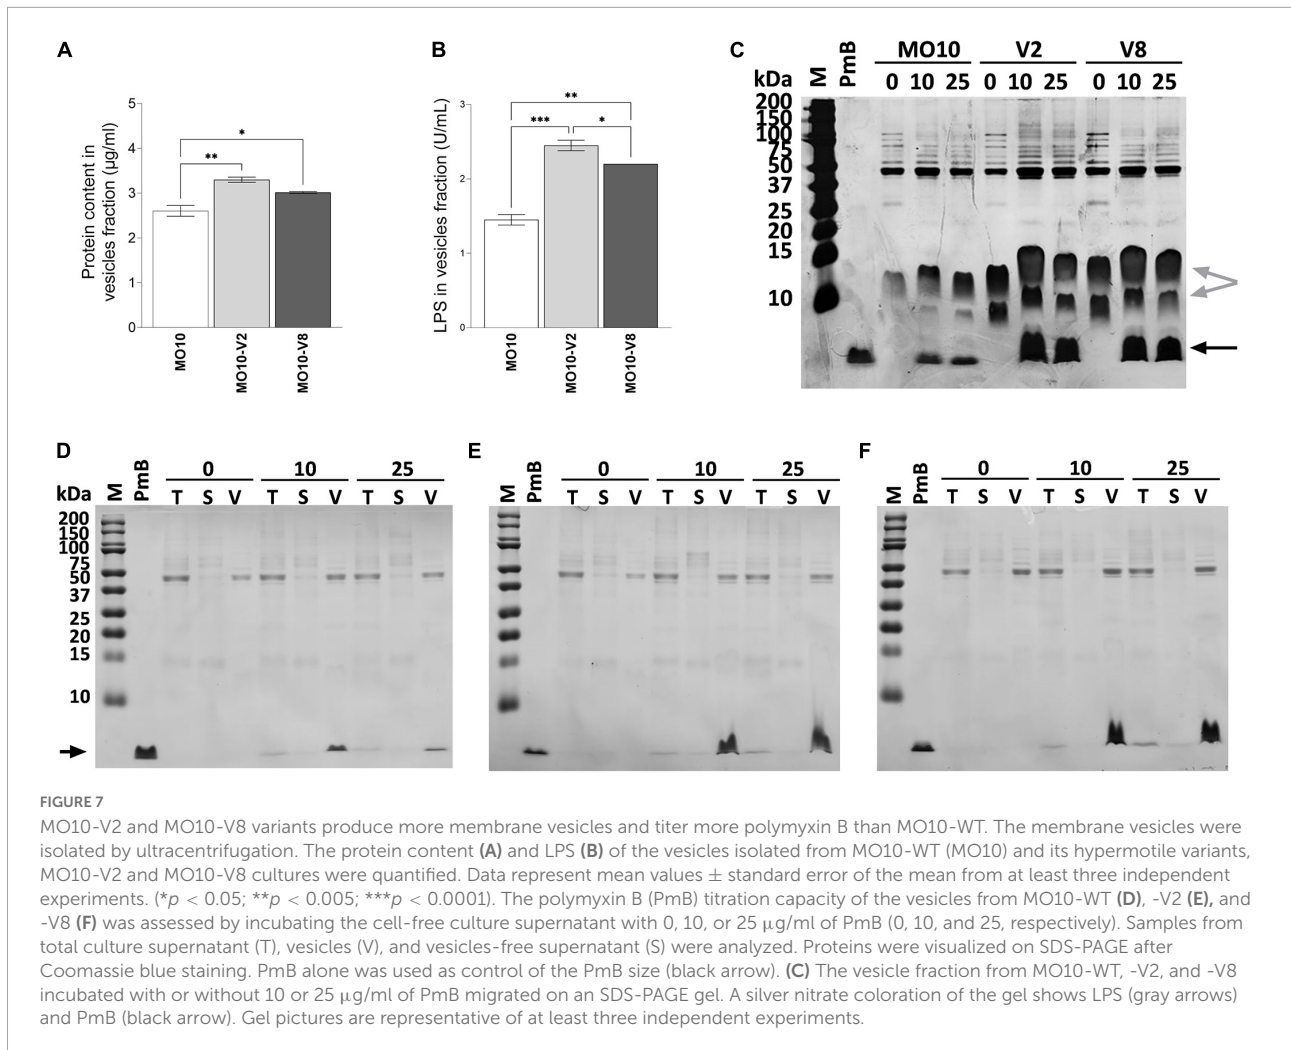 A
Protein content in
vesicles fraction (µg/ml)
5
4
3
2
1
0
*
**
MO10
MO10-V2
MO10-V8
B
LPS in vesicles fraction (U/mL)
3
2
1
0
**
***
*
MO10
MO10-V2
MO10-V8
C
MO10 V2 V8
kDa M PmB 0 10 25 0 10 25 0 10 25
200
150
100
75
50
37
25
20
15
10
D
0 10 25
kDa M PmB T S V T S V T S V
200
150
100
75
50
37
25
20
15
10
E
0 10 25
M PmB T S V T S V T S V
F
0 10 25
M PmB T S V T S V T S V
FIGURE 7
MO10-V2 and MO10-V8 variants produce more membrane vesicles and titer more polymyxin B than MO10-WT. The membrane vesicles were
isolated by ultracentrifugation. The protein content (A) and LPS (B) of the vesicles isolated from MO10-WT (MO10) and its hypermotile variants,
MO10-V2 and MO10-V8 cultures were quantified. Data represent mean values ± standard error of the mean from at least three independent
experiments. (*p < 0.05; **p < 0.005; ***p < 0.0001). The polymyxin B (PmB) titration capacity of the vesicles from MO10-WT (D), -V2 (E), and
-V8 (F) was assessed by incubating the cell-free culture supernatant with 0, 10, or 25 µg/ml of PmB (0, 10, and 25, respectively). Samples from
total culture supernatant (T), vesicles (V), and vesicles-free supernatant (S) were analyzed. Proteins were visualized on SDS-PAGE after
Coomassie blue staining. PmB alone was used as control of the PmB size (black arrow). (C) The vesicle fraction from MO10-WT, -V2, and -V8
incubated with or without 10 or 25 µg/ml of PmB migrated on an SDS-PAGE gel. A silver nitrate coloration of the gel shows LPS (gray arrows)
and PmB (black arrow). Gel pictures are representative of at least three independent experiments.